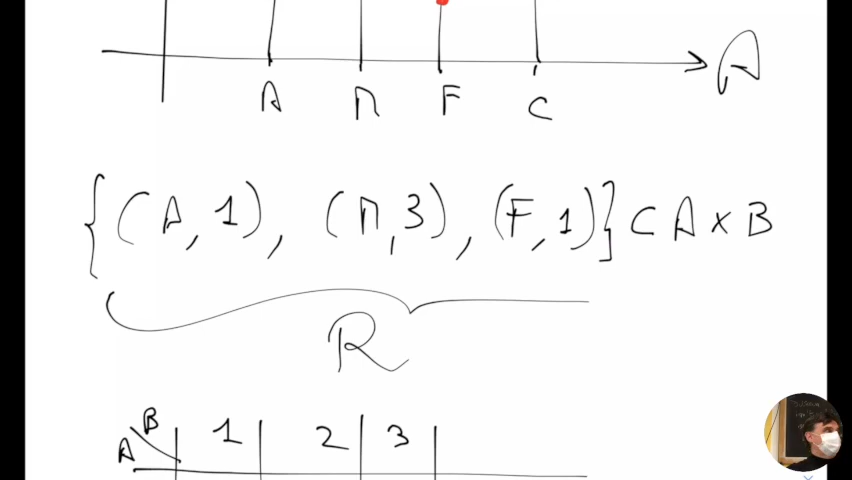 A
A M F C
{(A, 1), (M, 3), (F, 1)} ⊂ A × B
R
B
A 1 2 3